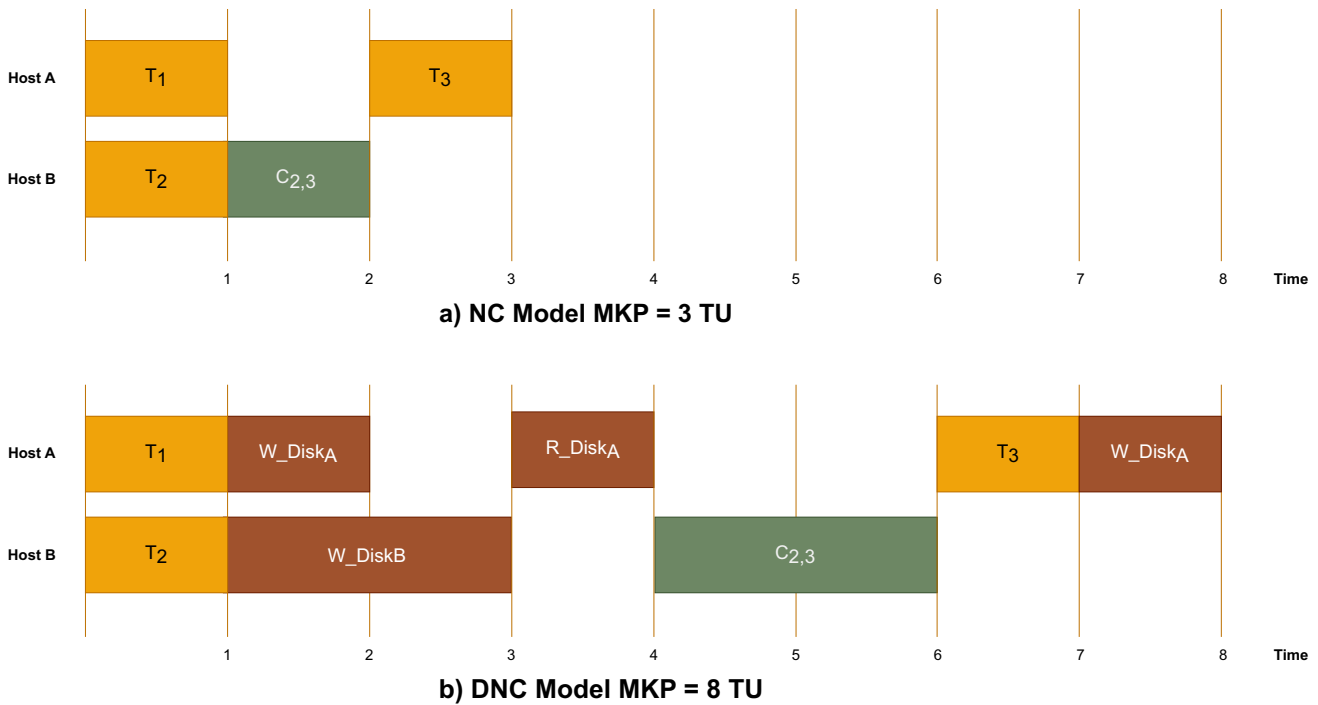 Host A T1 T3
Host B T2 C2,3
1 2 3 4 5 6 7 8 Time
a) NC Model MKP = 3 TU
Host A T1 W_DiskA R_DiskA T3 W_DiskA
Host B T2 W_DiskB C2,3
1 2 3 4 5 6 7 8 Time
b) DNC Model MKP = 8 TU